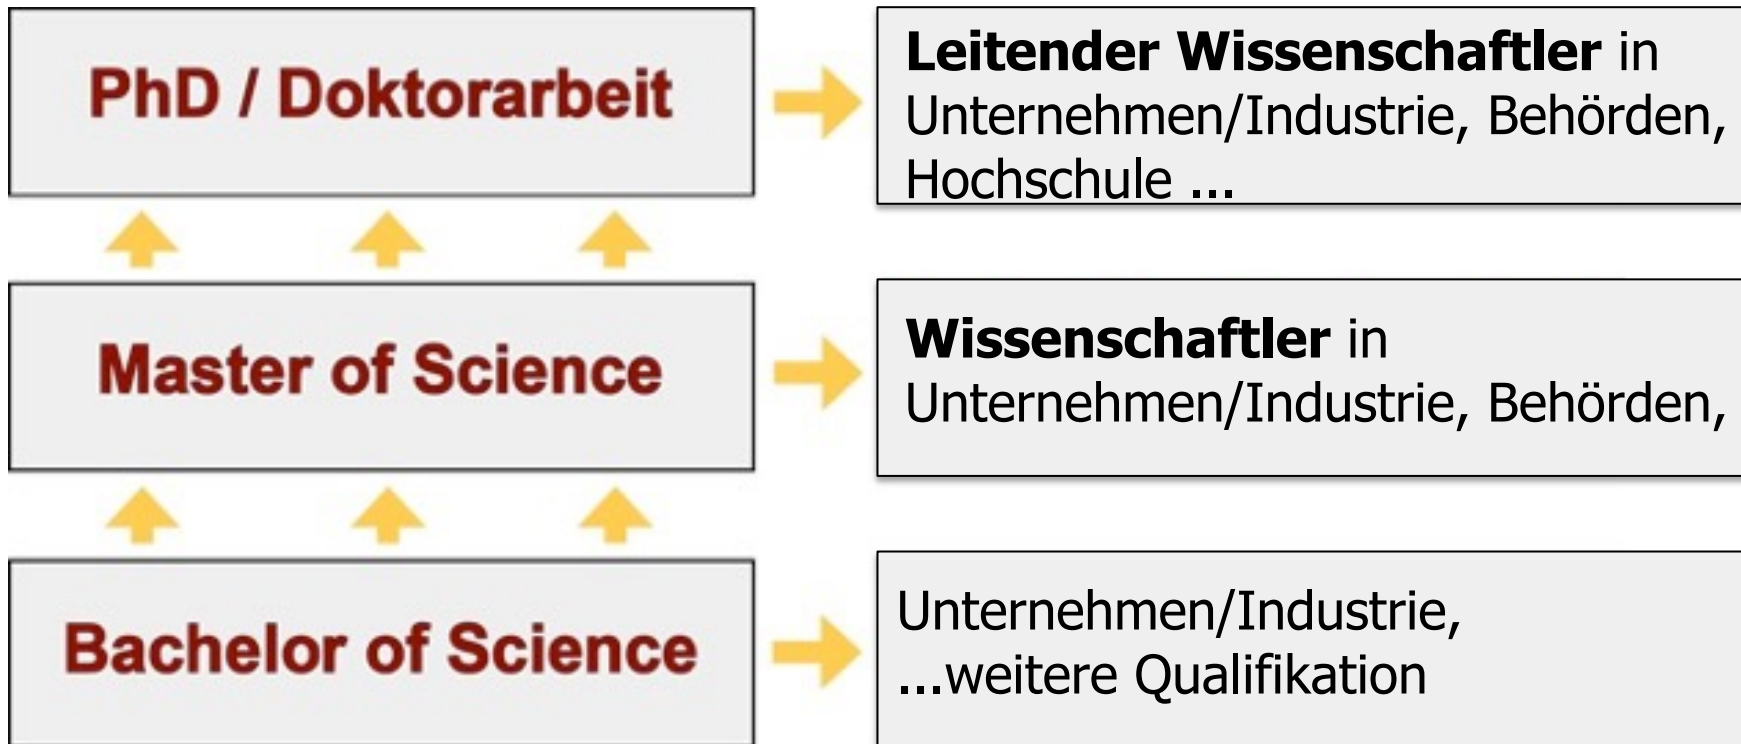 PhD / Doktorarbeit
Leitender Wissenschaftler in
Unternehmen/Industrie, Behörden,
Hochschule ...
Master of Science
Wissenschaftler in
Unternehmen/Industrie, Behörden,
Bachelor of Science
Unternehmen/Industrie,
...weitere Qualifikation